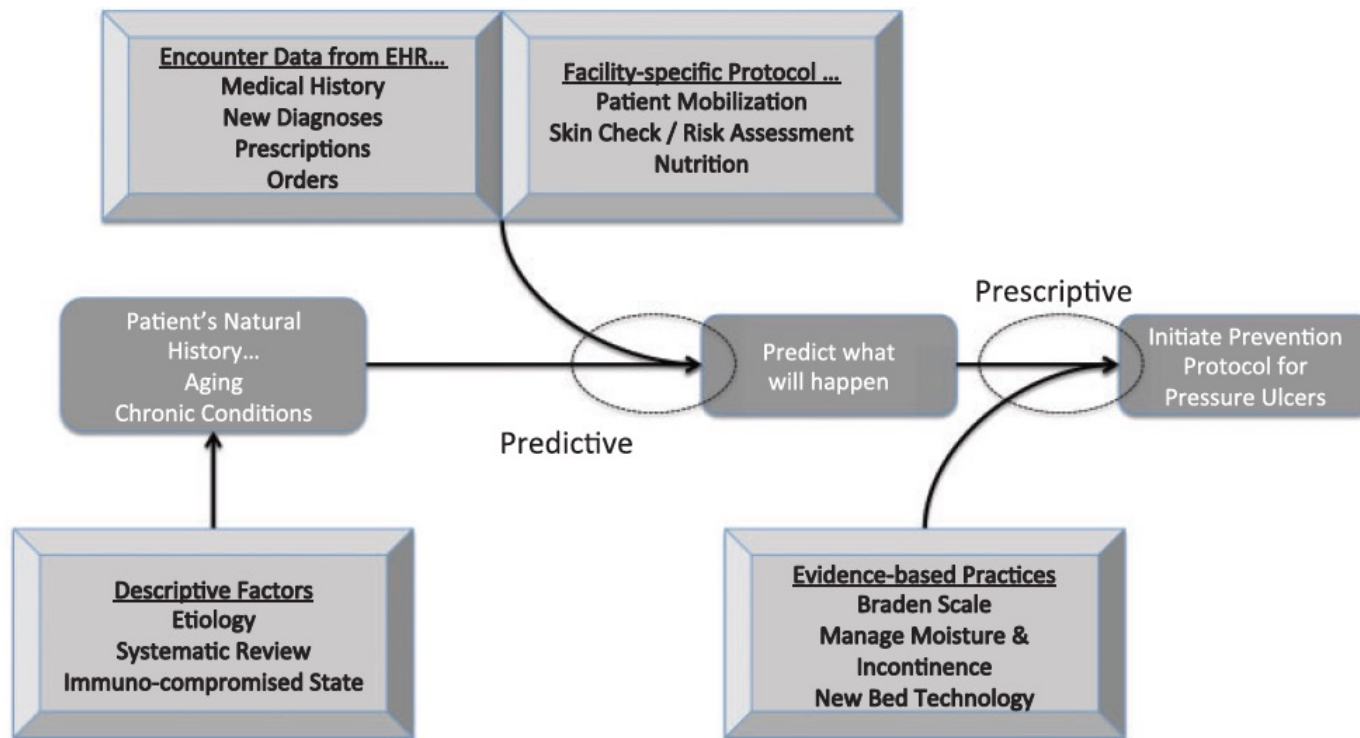 Encounter Data from EHR...
Medical History
New Diagnoses
Prescriptions
Orders
Facility-specific Protocol ...
Patient Mobilization
Skin Check / Risk Assessment
Nutrition
Patient's Natural
History...
Aging
Chronic Conditions
Predictive
Predict what
will happen
Prescriptive
Initiate Prevention
Protocol for
Pressure Ulcers
Descriptive Factors
Etiology
Systematic Review
Immuno-compromised State
Evidence-based Practices
Braden Scale
Manage Moisture &
Incontinence
New Bed Technology